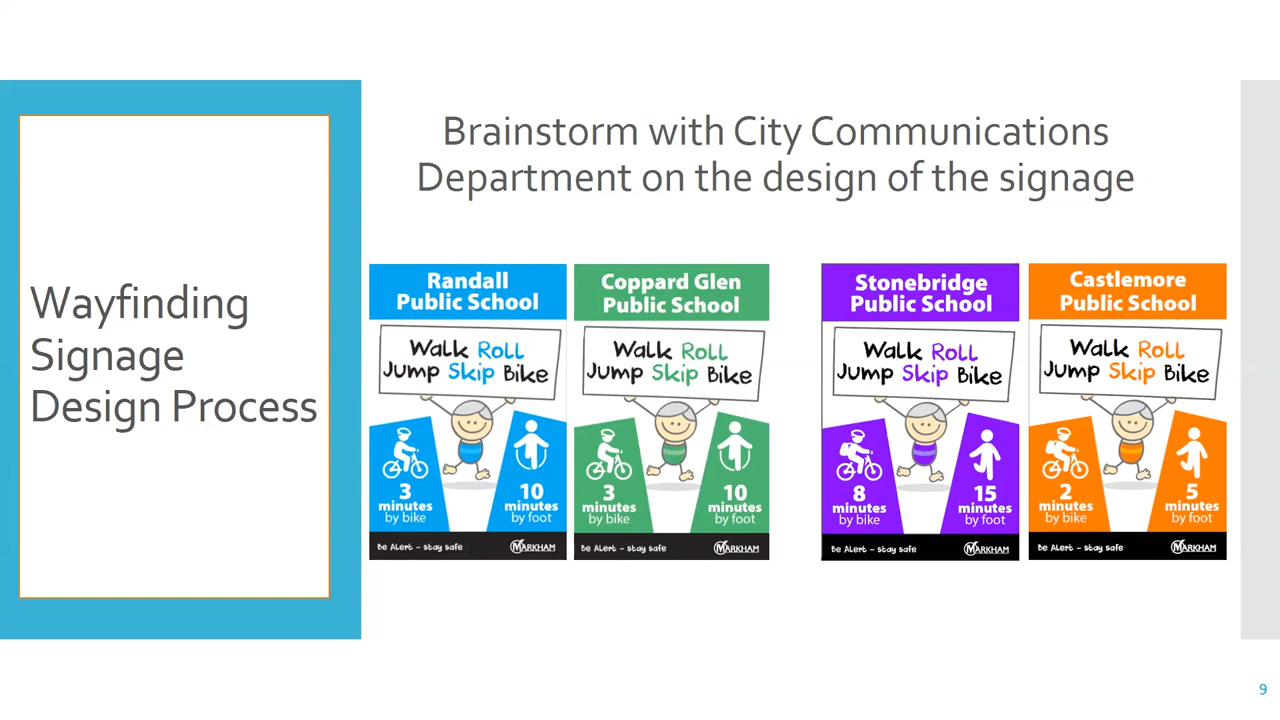 Wayfinding
Signage
Design Process
Brainstorm with City Communications
Department on the design of the signage
Randall
Public School
Walk Roll
Jump Skip Bike
3
minutes
by bike
10
minutes
by foot
Be Alert – stay safe
MARKHAM
Coppard Glen
Public School
Walk Roll
Jump Skip Bike
3
minutes
by bike
10
minutes
by foot
Be Alert – stay safe
MARKHAM
Stonebridge
Public School
Walk Roll
Jump Skip Bike
8
minutes
by bike
15
minutes
by foot
Be Alert – stay safe
MARKHAM
Castlemore
Public School
Walk Roll
Jump Skip Bike
2
minutes
by bike
5
minutes
by foot
Be Alert – stay safe
MARKHAM
9